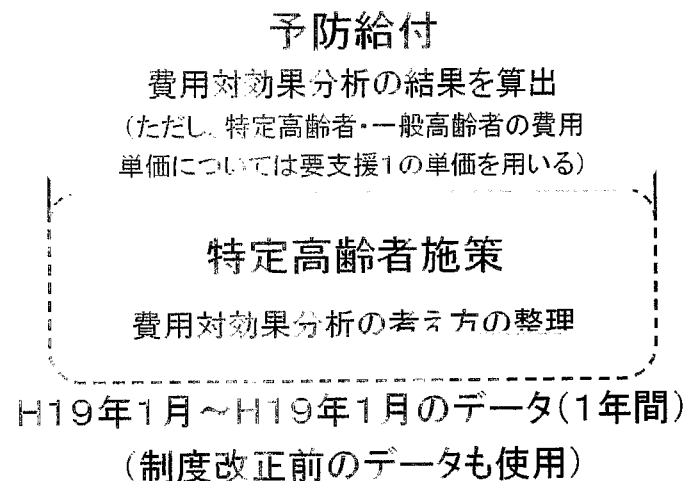 予防給付
費用対効果分析の結果を算出
(ただし、特定高齢者・一般高齢者の費用
単価については要支援1の単価を用いる)
特定高齢者施策
費用対効果分析の考え方の整理
H19年1月~H19年1月のデータ(1年間)
(制度改正前のデータも使用)